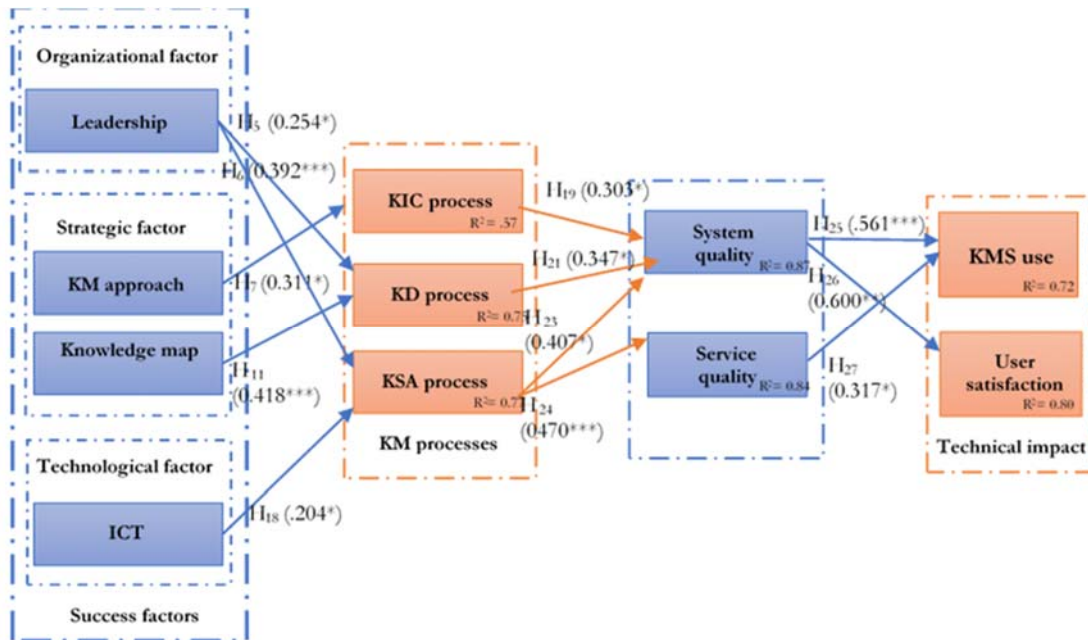 Organizational factor
Leadership
Strategic factor
KM approach
Knowledge map
Technological factor
ICT
Success factors
H5 (0.254*)
H6 (0.392***)
H7 (0.311*)
H11
(0.418***)
H18 (.204*)
KIC process
R²= .57
KD process
R²= 0.75
KSA process
R²= 0.77
KM processes
H19 (0.303*)
H21 (0.347*)
H23
(0.407*)
H24
(0470***)
System
quality
R²= 0.87
Service
quality
R²= 0.84
H25 (.561***)
H26
(0.600**)
H27
(0.317*)
KMS use
R²= 0.72
User
satisfaction
R²= 0.80
Technical impact